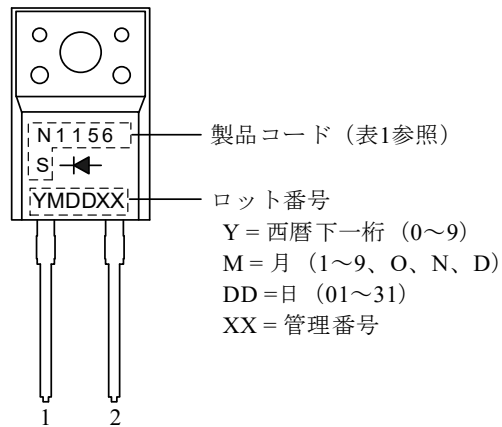 N1156
S
YMDDXX
製品コード（表1参照）
ロット番号
Y = 西暦下一桁（0～9）
M = 月（1～9、O、N、D）
DD =日（01～31）
XX = 管理番号
1 2